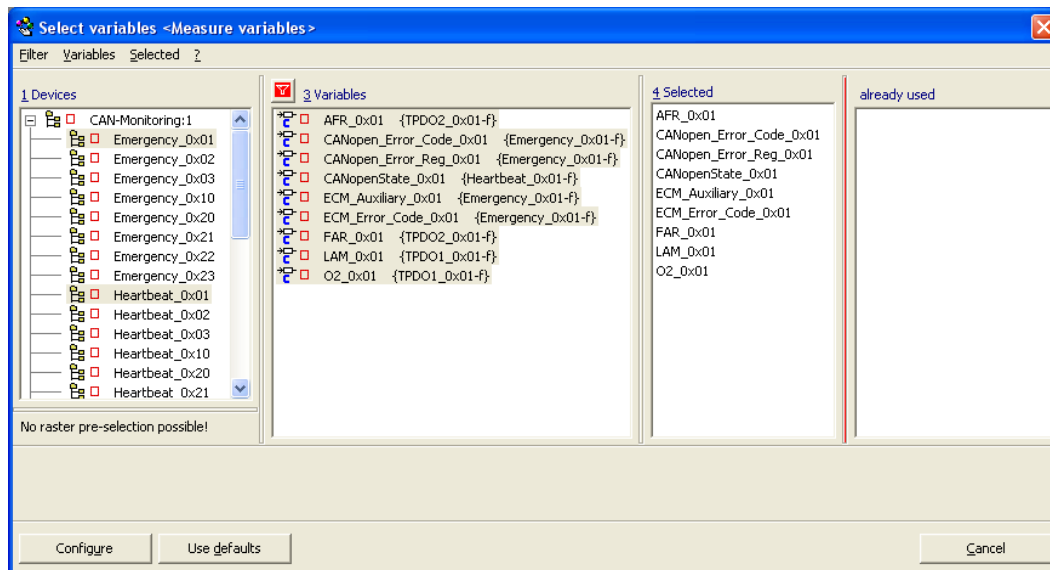 Select variables <Measure variables>
Filter Variables Selected ?
1 Devices
CAN-Monitoring:1
Emergency_0x01
Emergency_0x02
Emergency_0x03
Emergency_0x10
Emergency_0x20
Emergency_0x21
Emergency_0x22
Emergency_0x23
Heartbeat_0x01
Heartbeat_0x02
Heartbeat_0x03
Heartbeat_0x10
Heartbeat_0x20
Heartbeat_0x21
No raster pre-selection possible!
3 Variables
AFR_0x01 {TPDO2_0x01-f}
CANopen_Error_Code_0x01 {Emergency_0x01-f}
CANopen_Error_Reg_0x01 {Emergency_0x01-f}
CANopenState_0x01 {Heartbeat_0x01-f}
ECM_Auxiliary_0x01 {Emergency_0x01-f}
ECM_Error_Code_0x01 {Emergency_0x01-f}
FAR_0x01 {TPDO2_0x01-f}
LAM_0x01 {TPDO1_0x01-f}
O2_0x01 {TPDO1_0x01-f}
4 Selected
AFR_0x01
CANopen_Error_Code_0x01
CANopen_Error_Reg_0x01
CANopenState_0x01
ECM_Auxiliary_0x01
ECM_Error_Code_0x01
FAR_0x01
LAM_0x01
O2_0x01
already used
Configure
Use defaults
Cancel